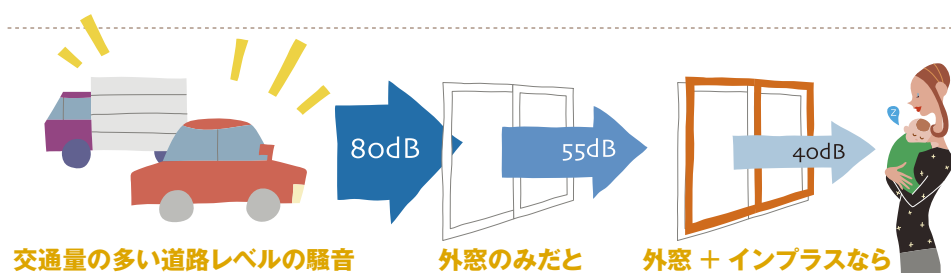 80dB
55dB
40dB
z
交通量の多い道路レベルの騒音
外窓のみだと
外窓 + インプラスなら